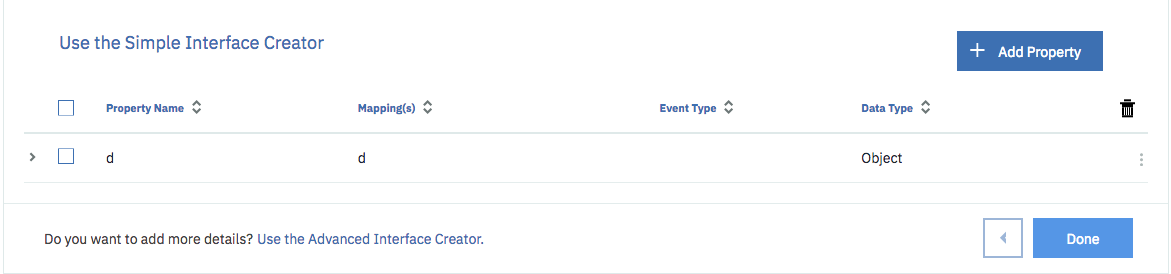 Use the Simple Interface Creator
Add Property
Property Name Mapping(s) Event Type Data Type
d d Object
Do you want to add more details? Use the Advanced Interface Creator.
Done